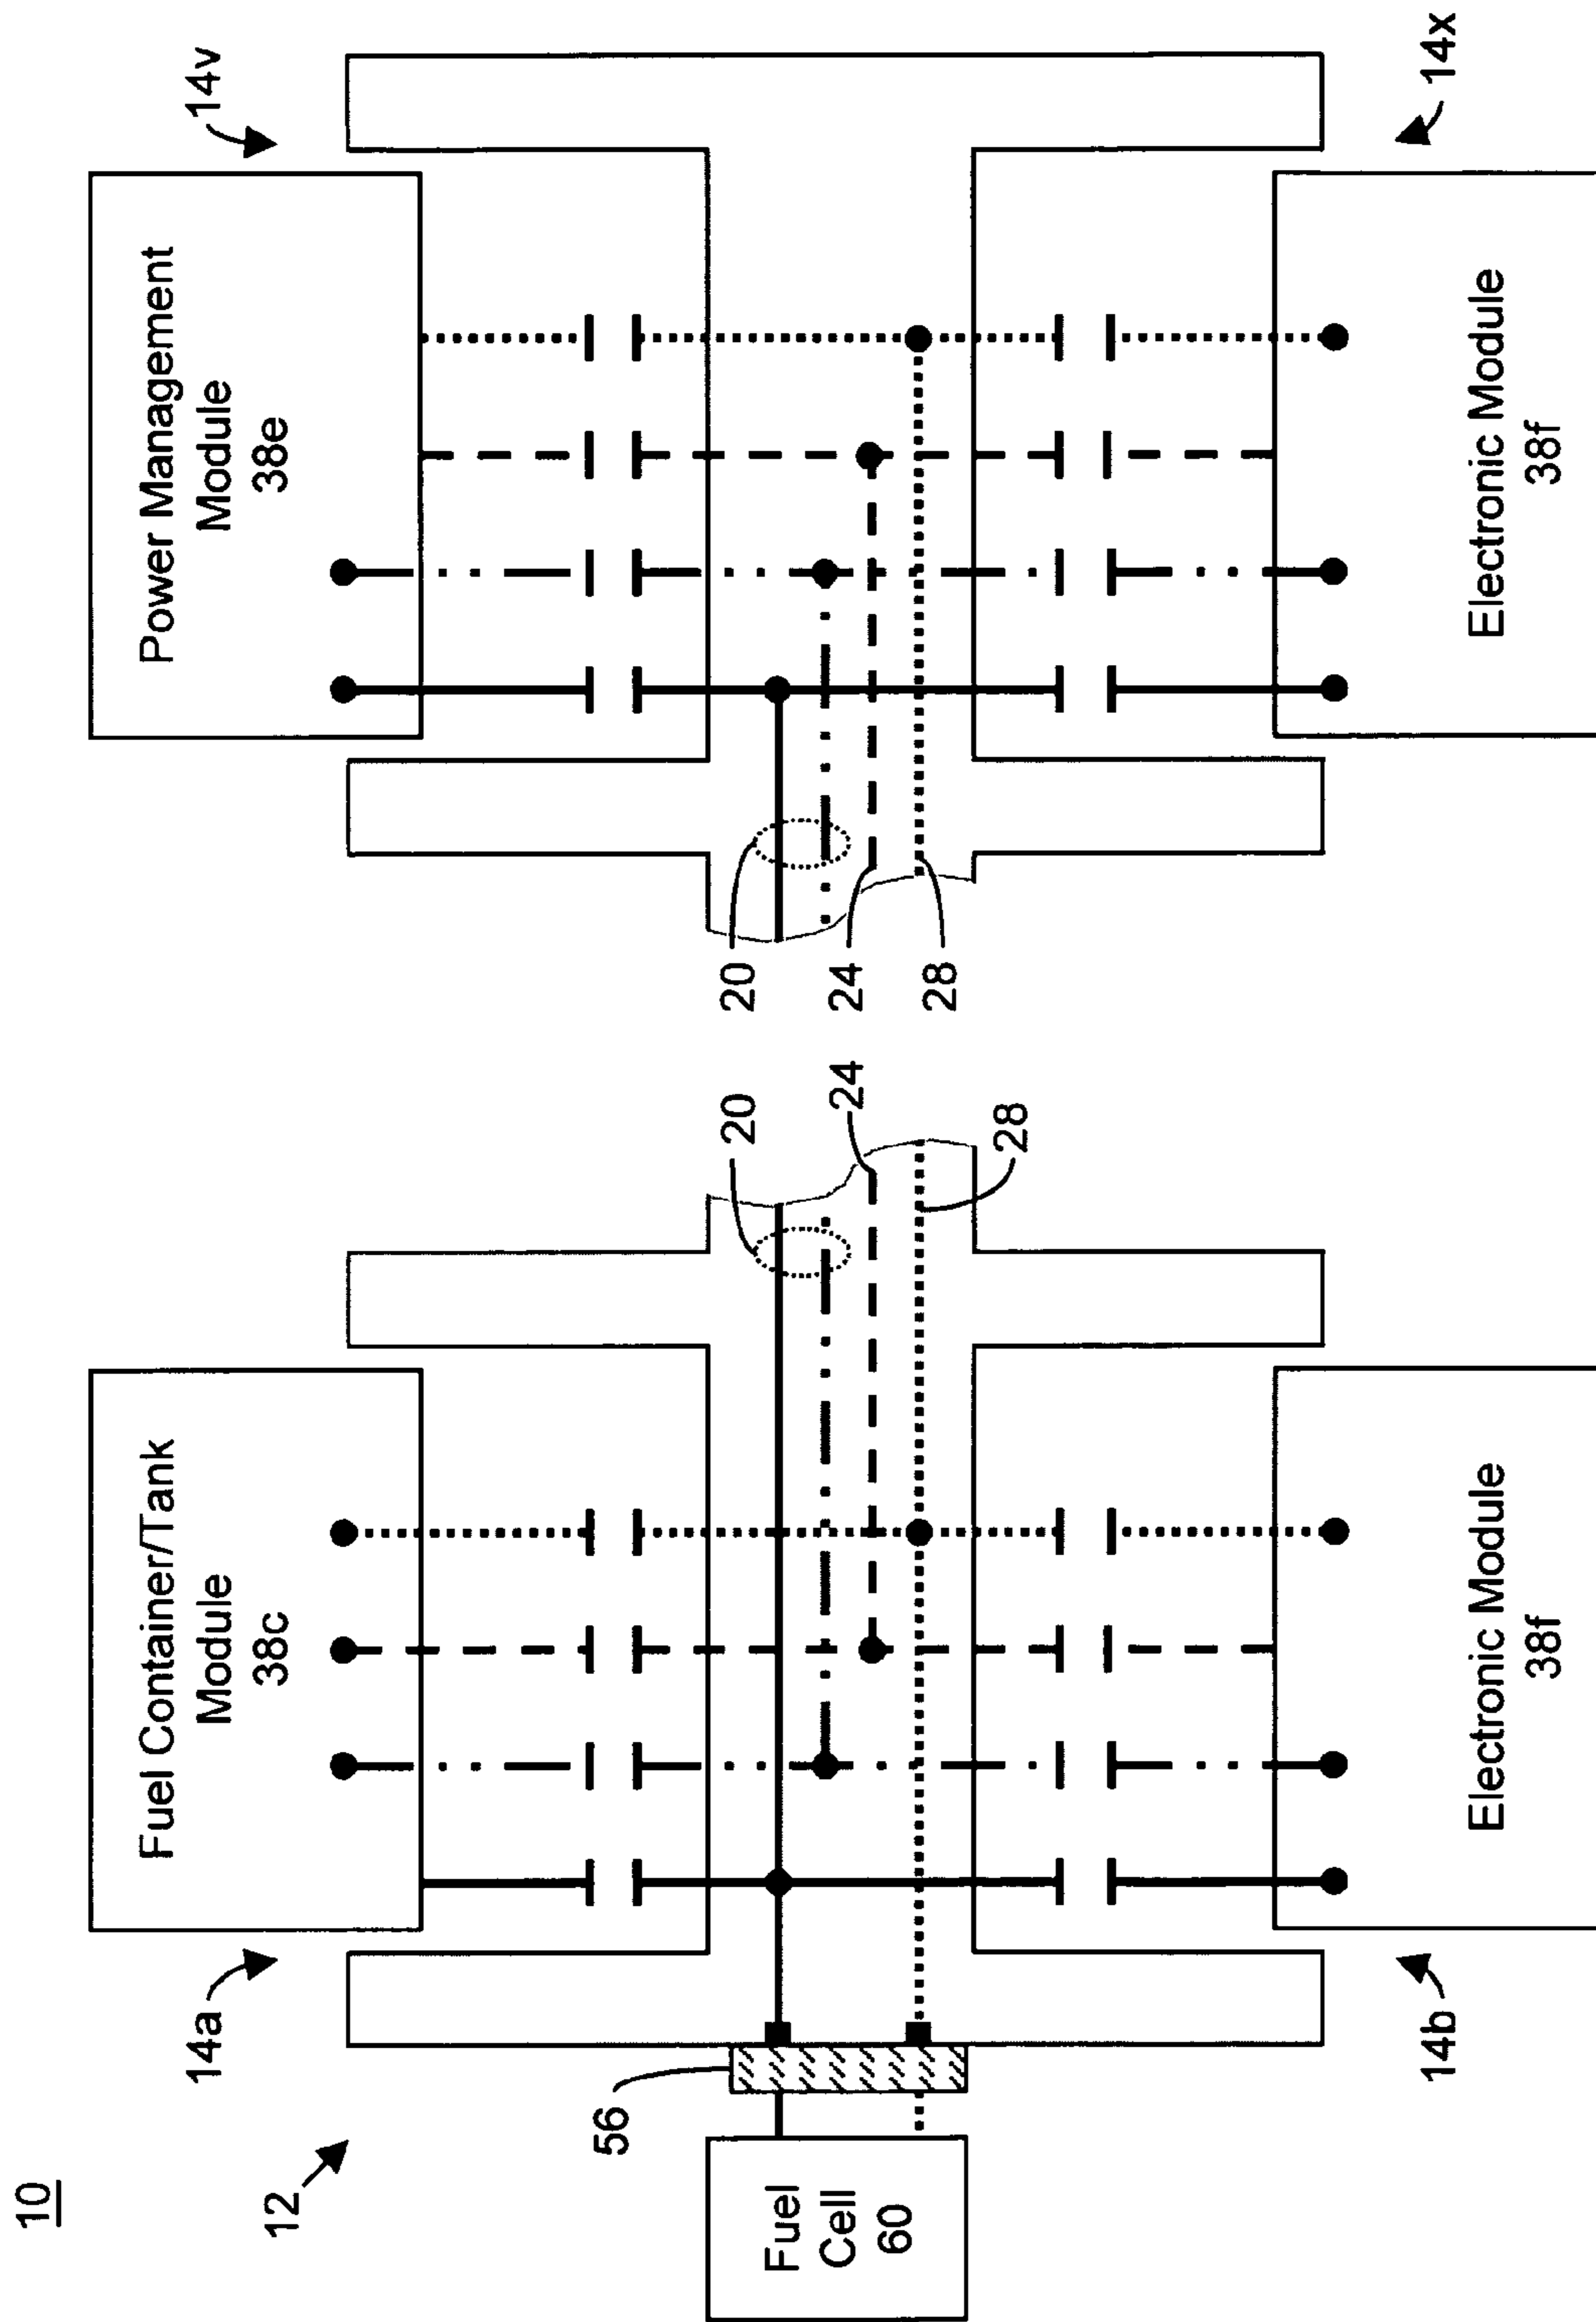 10
12
14a
Fuel Container/Tank
Module
38c
Power Management
Module
38e
14v
56
20
24
28
20
24
28
Fuel
Cell
60
14b
Electronic Module
38f
Electronic Module
38f
14x